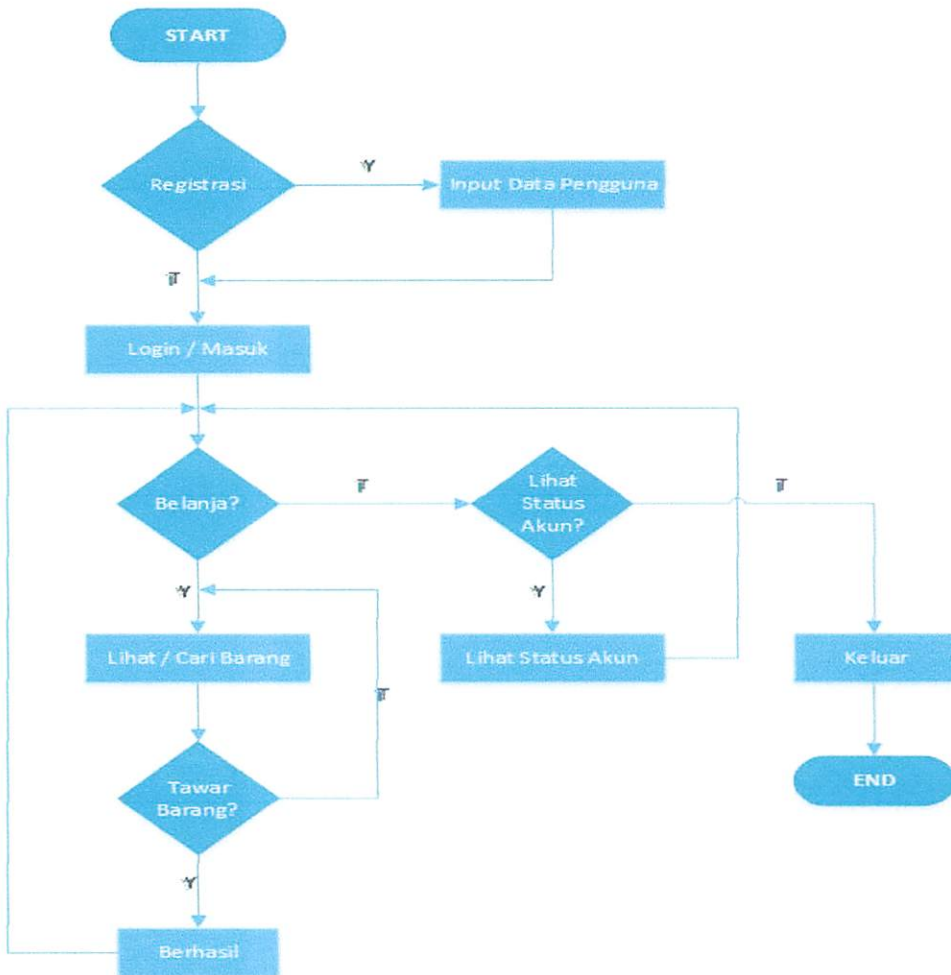 START
Registrasi
Y
Input Data Pengguna
T
Login / Masuk
Belanja?
T
Lihat
Status
Akun?
T
Y
Y
Lihat / Cari Barang
Lihat Status Akun
Keluar
T
Tawar
Barang?
END
Y
Berhasil